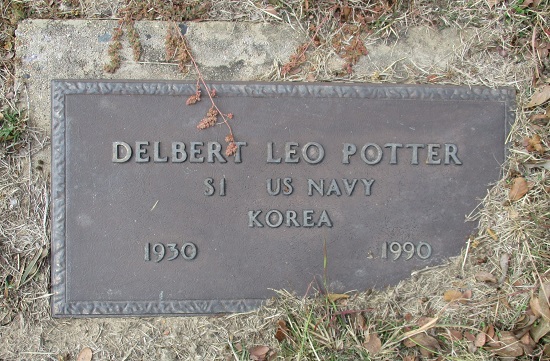 DELBERT LEO POTTER
S1 US NAVY
KOREA
1930 1990